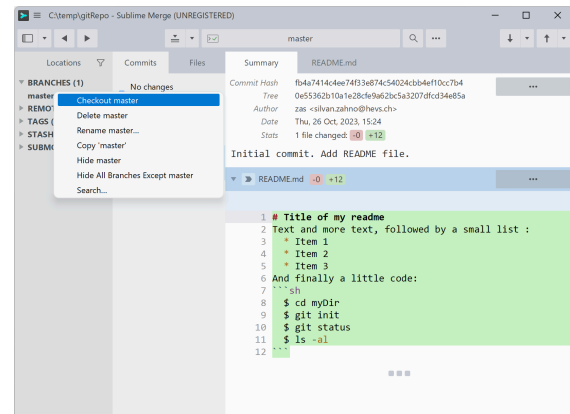 C:\temp\gitRepo - Sublime Merge (UNREGISTERED)
master
Locations
Commits
Files
Summary
README.md
BRANCHES (1)
master
REMO
TAGS (
STASH
SUBMO
No changes
Checkout master
Delete master
Rename master...
Copy 'master'
Hide master
Hide All Branches Except master
Search...
Commit Hash fb4a7414c4ee74f33e874c54024cbb4ef10cc7b4
Tree 0e55362b10a1e28cfe9a62bc5a3207dfcd34e85a
Author zas <silvan.zahno@hevs.ch>
Date Thu, 26 Oct, 2023, 15:24
Stats 1 file changed: -0 +12
Initial commit. Add README file.
README.md -0 +12
1 # Title of my readme
2 Text and more text, followed by a small list :
3 * Item 1
4 * Item 2
5 * Item 3
6 And finally a little code:
7 ```sh
8 $ cd myDir
9 $ git init
10 $ git status
11 $ ls -al
12 ```